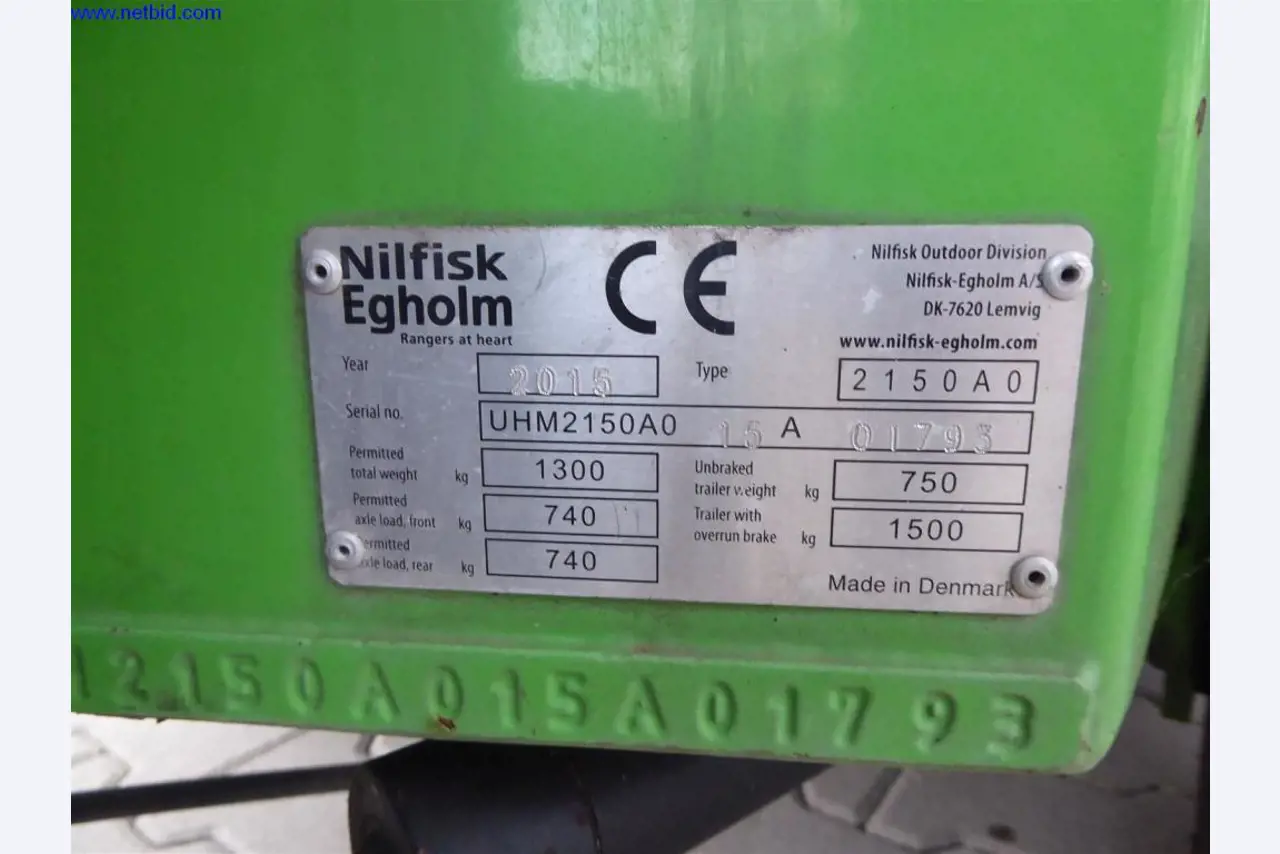 www.netbid.com
Nilfisk
Egholm
Rangers at heart
CE
Nilfisk Outdoor Division
Nilfisk-Egholm A/S
DK-7620 Lemvig
www.nilfisk-egholm.com
Year 2015 Type 2150A0
Serial no. UHM2150A0 15 A 01793
Permitted
total weight kg 1300
Unbraked
trailer weight kg 750
Permitted
axle load, front kg 740
Trailer with
overrun brake kg 1500
Permitted
axle load, rear kg 740
Made in Denmark
2150A015A01793